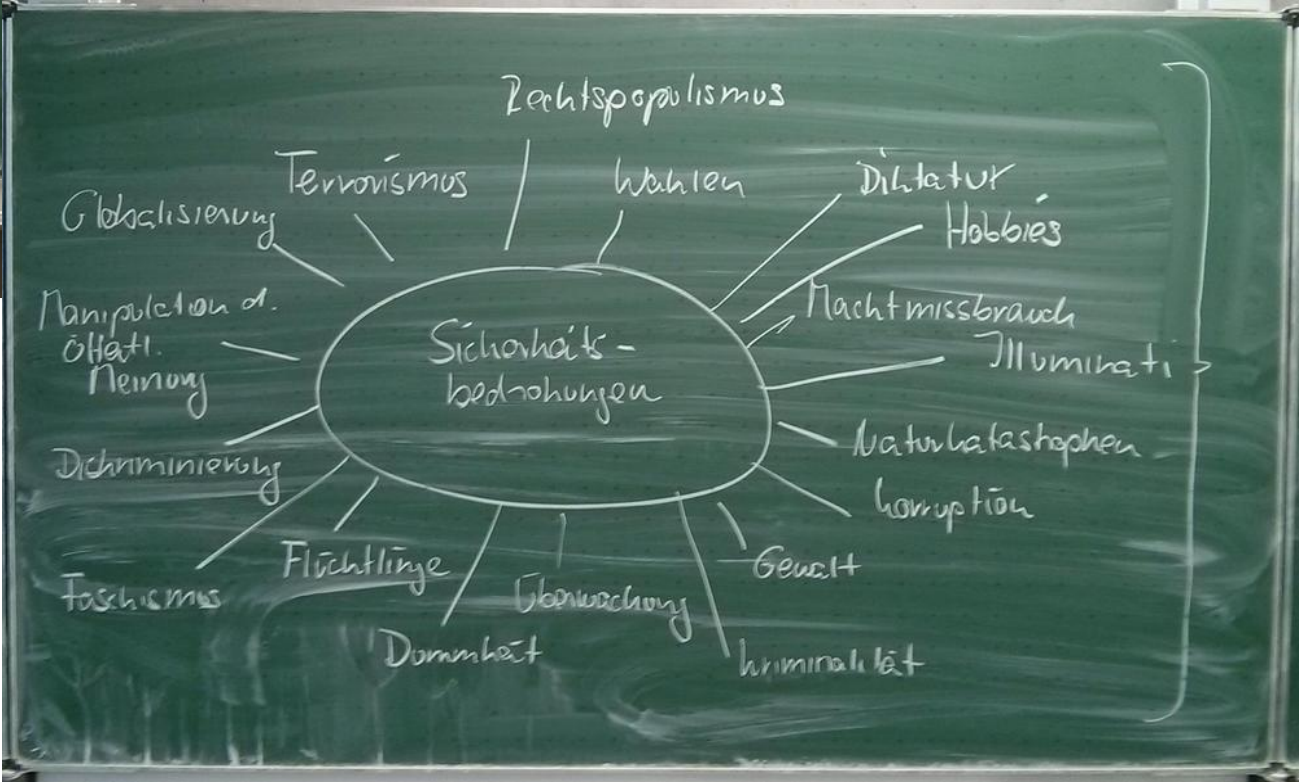 Rechtspopulismus
Terrorismus
Wahlen
Diktatur
Globalisierung
Hobbies
Manipulation d.
öffentl.
Meinung
Machtmissbrauch
Sicherheits-
bedrohungen
Illuminati
Naturkatastrophen
Diskriminierung
Korruption
Flüchtlinge
Gewalt
Faschismus
Überwachung
Dummheit
Kriminalität